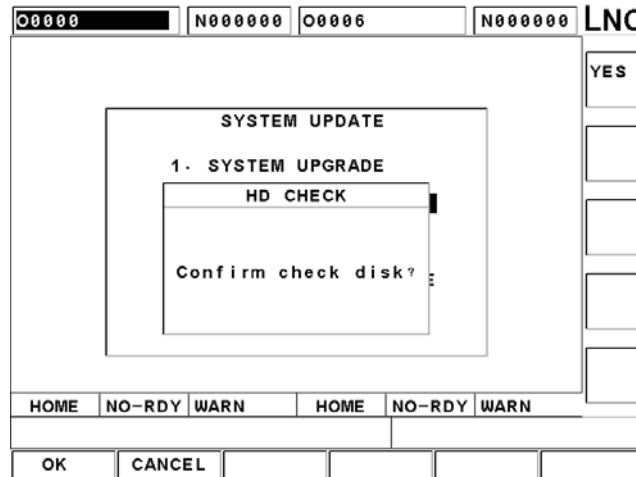 O0000 N000000 O0006 N000000 LNC
YES
SYSTEM UPDATE
1. SYSTEM UPGRADE
HD CHECK
Confirm check disk?
HOME NO-RDY WARN HOME NO-RDY WARN
OK CANCEL